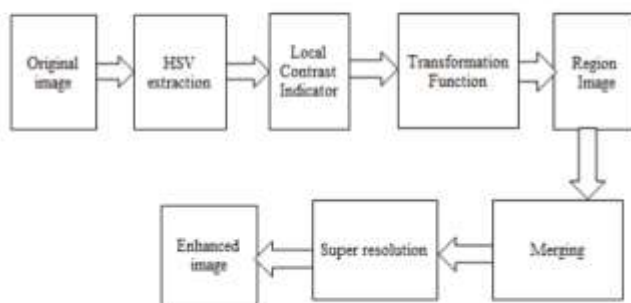 Original
image
HSV
extraction
Local
Contrast
Indicator
Transformation
Function
Region
Image
Merging
Super resolution
Enhanced
image